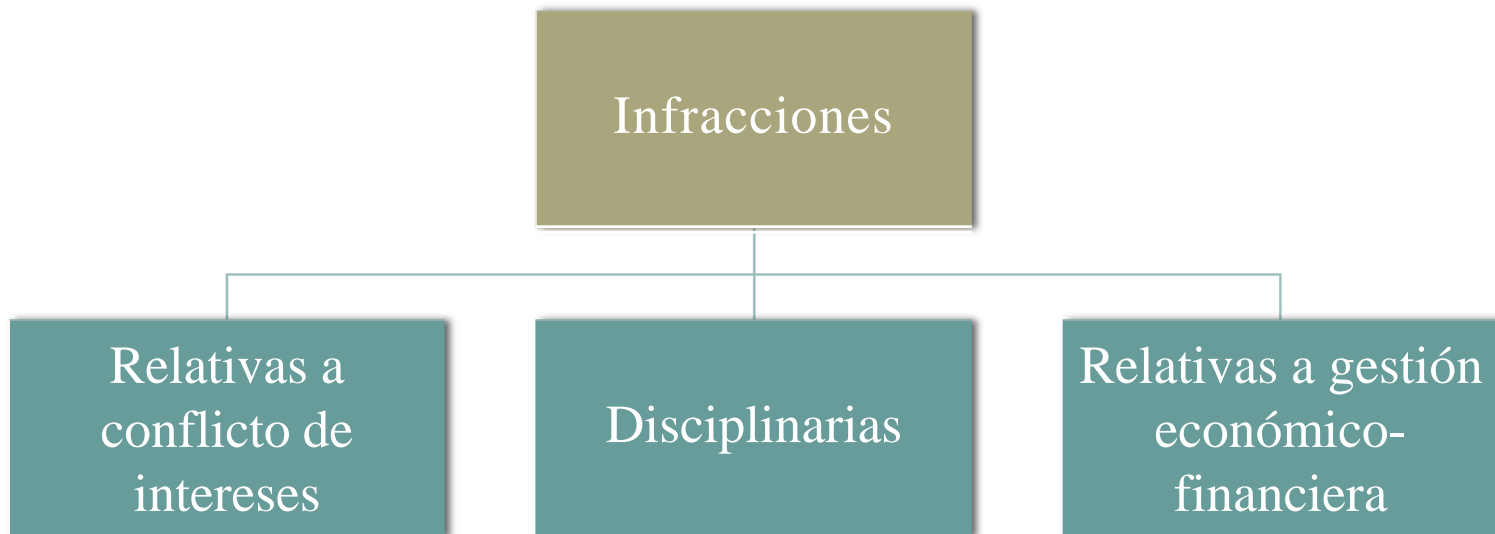 Infracciones
Relativas a
conflicto de
intereses
Disciplinarias
Relativas a gestión
económico-
financiera